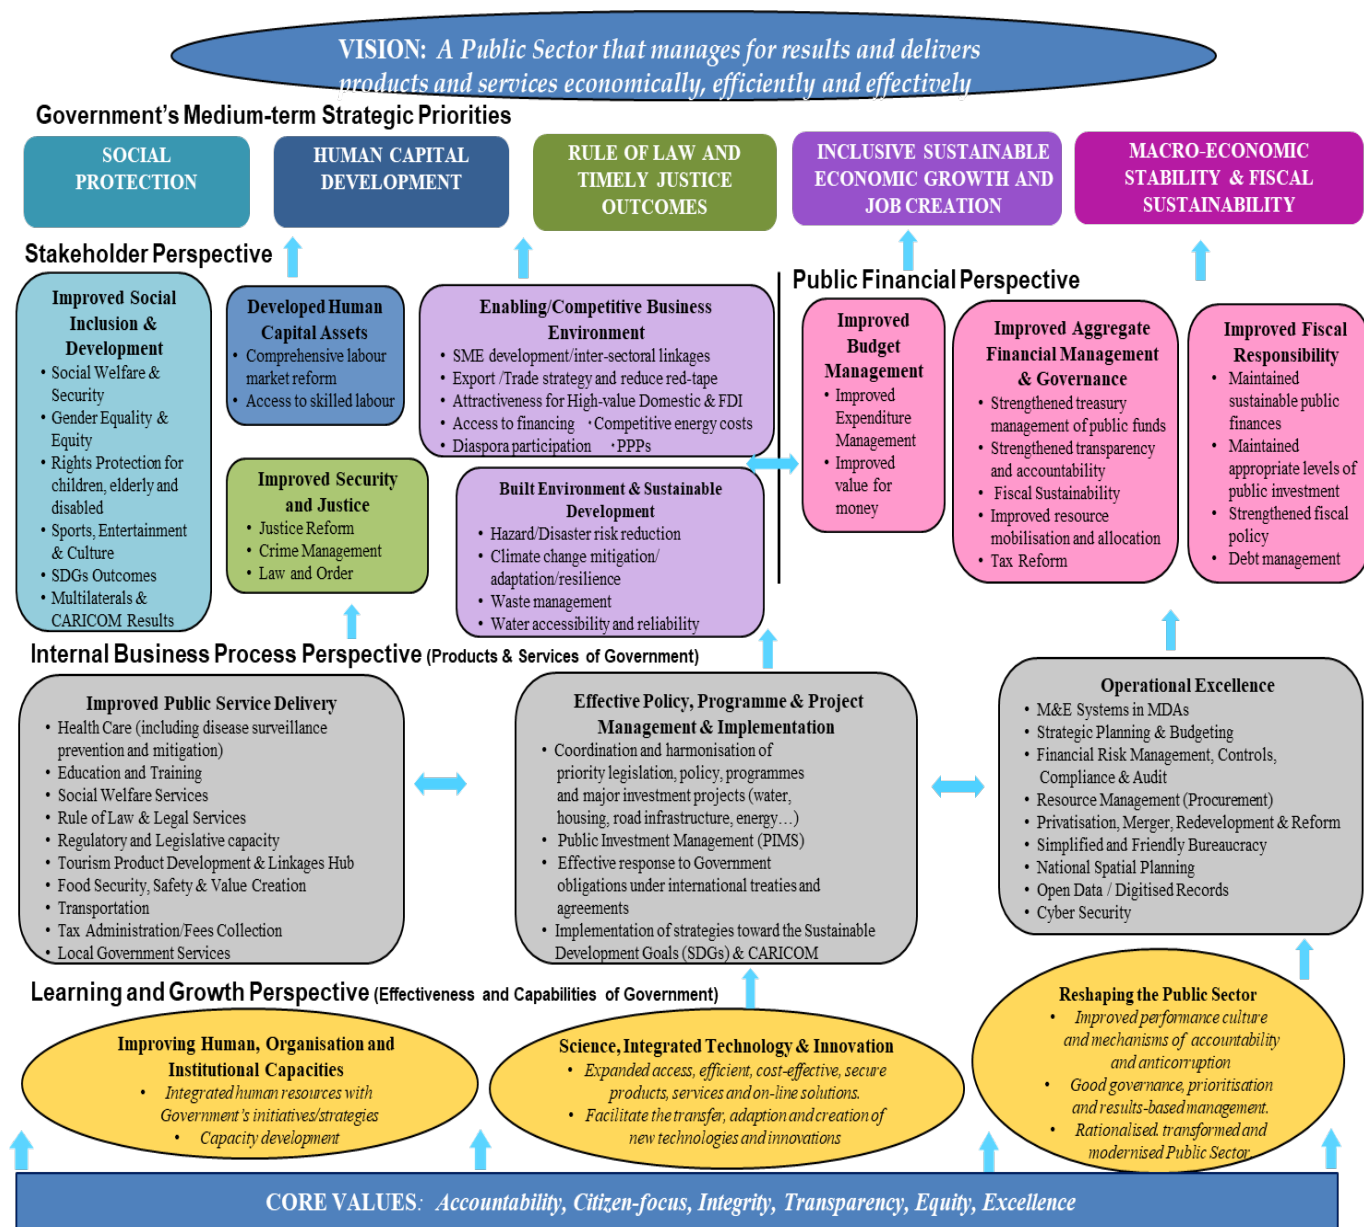 VISION: A Public Sector that manages for results and delivers
products and services economically, efficiently and effectively
Government's Medium-term Strategic Priorities
SOCIAL
PROTECTION
HUMAN CAPITAL
DEVELOPMENT
RULE OF LAW AND
TIMELY JUSTICE
OUTCOMES
INCLUSIVE SUSTAINABLE
ECONOMIC GROWTH AND
JOB CREATION
MACRO-ECONOMIC
STABILITY & FISCAL
SUSTAINABILITY
Stakeholder Perspective
Improved Social
Inclusion &
Development
• Social Welfare &
Security
• Gender Equality &
Equity
• Rights Protection for
children, elderly and
disabled
• Sports, Entertainment
& Culture
• SDGs Outcomes
• Multilaterals &
CARICOM Results
Developed Human
Capital Assets
• Comprehensive labour
market reform
• Access to skilled labour
Improved Security
and Justice
• Justice Reform
• Crime Management
• Law and Order
Enabling/Competitive Business
Environment
• SME development/inter-sectoral linkages
• Export /Trade strategy and reduce red-tape
• Attractiveness for High-value Domestic & FDI
• Access to financing · Competitive energy costs
• Diaspora participation · PPPs
Built Environment & Sustainable
Development
• Hazard/Disaster risk reduction
• Climate change mitigation/
adaptation/resilience
• Waste management
• Water accessibility and reliability
Public Financial Perspective
Improved
Budget
Management
• Improved
Expenditure
Management
• Improved
value for
money
Improved Aggregate
Financial Management
& Governance
• Strengthened treasury
management of public funds
• Strengthened transparency
and accountability
• Fiscal Sustainability
• Improved resource
mobilisation and allocation
• Tax Reform
Improved Fiscal
Responsibility
• Maintained
sustainable public
finances
• Maintained
appropriate levels of
public investment
• Strengthened fiscal
policy
• Debt management
Internal Business Process Perspective (Products & Services of Government)
Improved Public Service Delivery
• Health Care (including disease surveillance
prevention and mitigation)
• Education and Training
• Social Welfare Services
• Rule of Law & Legal Services
• Regulatory and Legislative capacity
• Tourism Product Development & Linkages Hub
• Food Security, Safety & Value Creation
• Transportation
• Tax Administration/Fees Collection
• Local Government Services
Effective Policy, Programme & Project
Management & Implementation
• Coordination and harmonisation of
priority legislation, policy, programmes
and major investment projects (water,
housing, road infrastructure, energy…)
• Public Investment Management (PIMS)
• Effective response to Government
obligations under international treaties and
agreements
• Implementation of strategies toward the Sustainable
Development Goals (SDGs) & CARICOM
Operational Excellence
• M&E Systems in MDAs
• Strategic Planning & Budgeting
• Financial Risk Management, Controls,
Compliance & Audit
• Resource Management (Procurement)
• Privatisation, Merger, Redevelopment & Reform
• Simplified and Friendly Bureaucracy
• National Spatial Planning
• Open Data / Digitised Records
• Cyber Security
Learning and Growth Perspective (Effectiveness and Capabilities of Government)
Improving Human, Organisation and
Institutional Capacities
• Integrated human resources with
Government's initiatives/strategies
• Capacity development
Science, Integrated Technology & Innovation
• Expanded access, efficient, cost-effective, secure
products, services and on-line solutions.
• Facilitate the transfer, adaption and creation of
new technologies and innovations
Reshaping the Public Sector
• Improved performance culture
and mechanisms of accountability
and anticorruption
• Good governance, prioritisation
and results-based management.
• Rationalised. transformed and
modernised Public Sector.
CORE VALUES: Accountability, Citizen-focus, Integrity, Transparency, Equity, Excellence